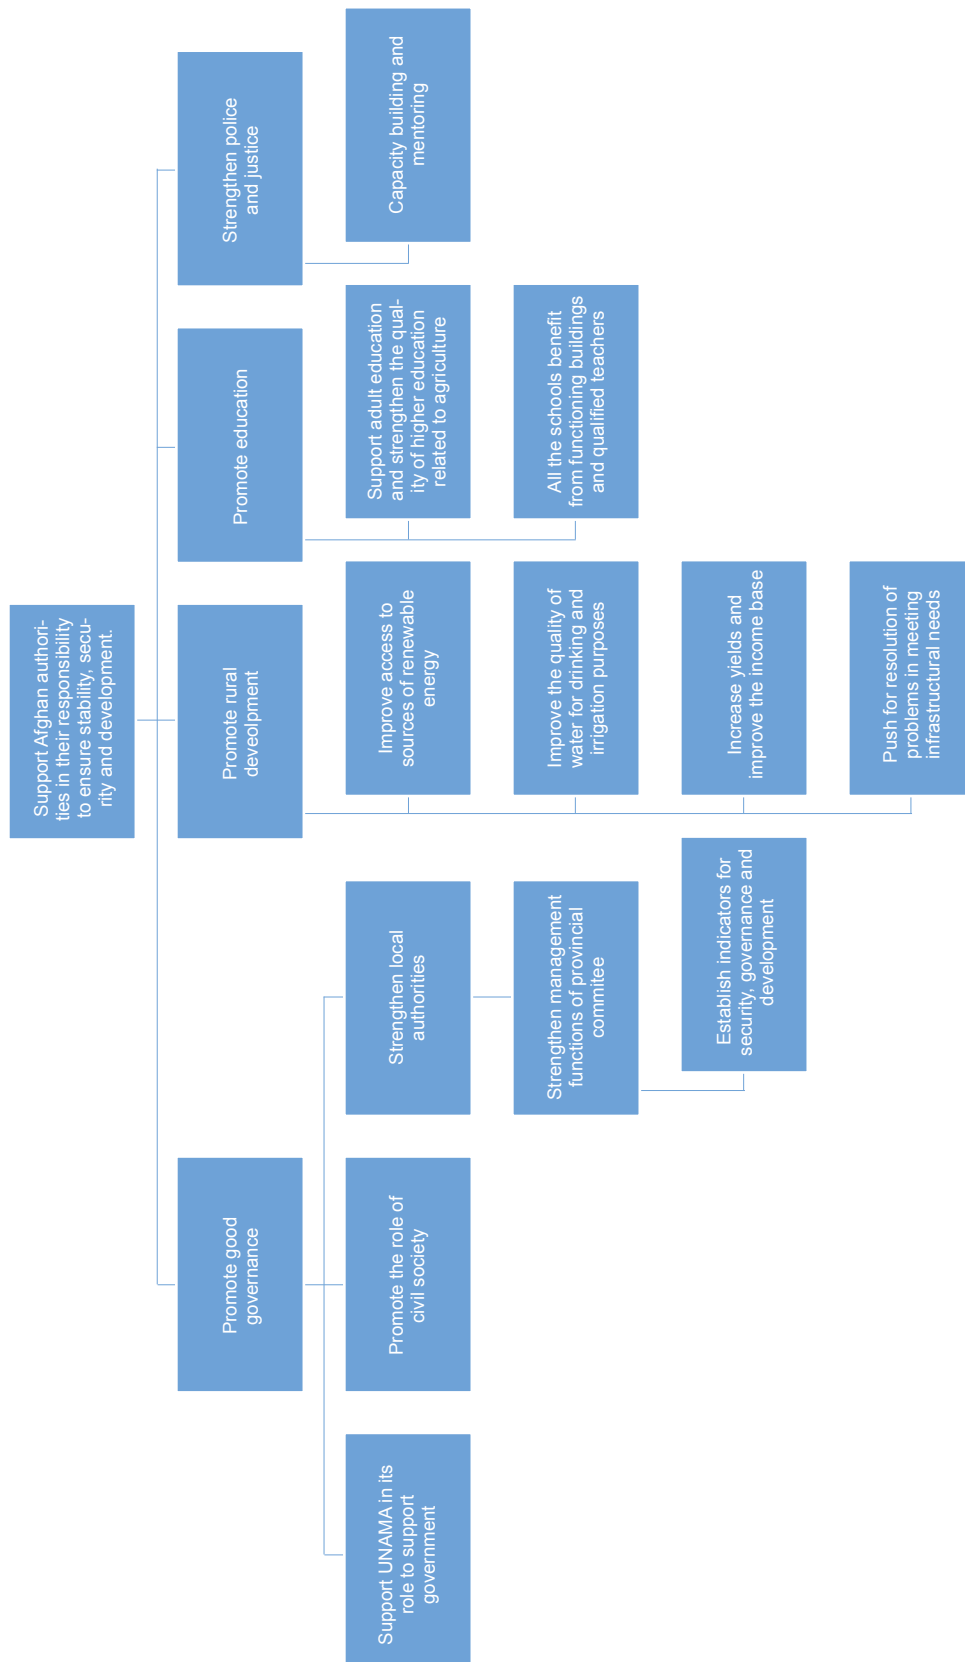 Support Afghan authori-
ties in their responsibility
to ensure stability, secu-
rity and development.
Promote good
governance
Promote rural
deveolpment
Promote education
Strengthen police
and justice
Support UNAMA in its
role to support
government
Promote the role of
civil society
Strengthen local
authorities
Improve access to
sources of renewable
energy
Support adult education
and strengthen the qual-
ity of higher education
related to agriculture
Capacity building and
mentoring
Strengthen management
functions of provincial
commitee
Improve the quality of
water for drinking and
irrigation purposes
All the schools benefit
from functioning buildings
and qualified teachers
Establish indicators for
security, governance and
development
Increase yields and
improve the income base
Push for resolution of
problems in meeting
infrastructural needs